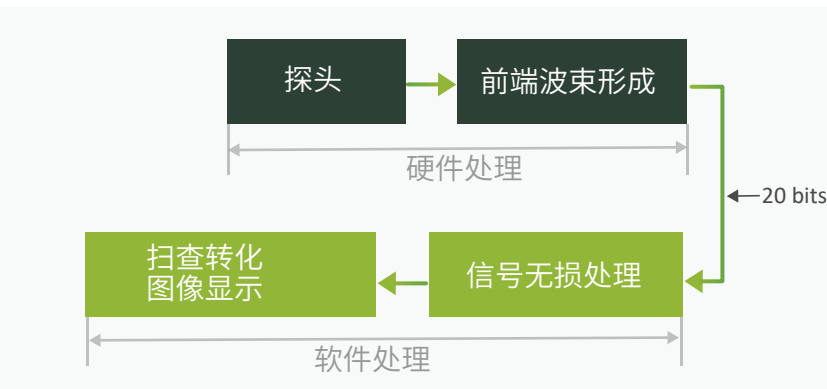 探头
前端波束形成
硬件处理
20 bits
扫查转化
图像显示
信号无损处理
软件处理